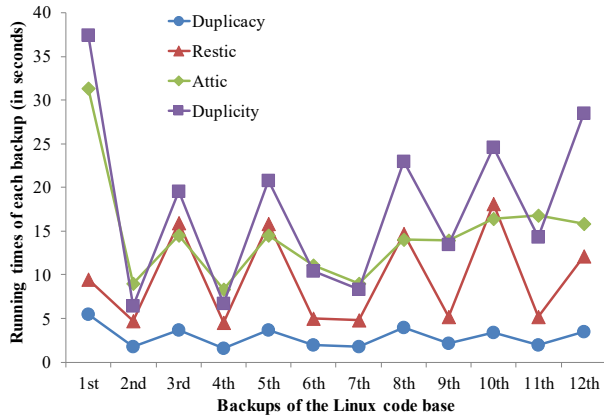 40
35
30
25
20
15
10
5
0
Running times of each backup (in seconds)
Duplicacy
Restic
Attic
Duplicity
1st 2nd 3rd 4th 5th 6th 7th 8th 9th 10th 11th 12th
Backups of the Linux code base